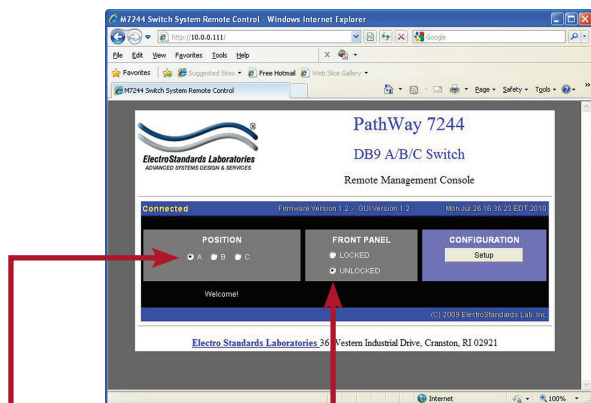 M7244 Switch System Remote Control - Windows Internet Explorer
http://10.0.0.111/
Google
File Edit View Favorites Tools Help
Favorites Suggested Sites Free Hotmail Web Slice Gallery
M7244 Switch System Remote Control
Page Safety Tools
ElectroStandards Laboratories
ADVANCED SYSTEMS DESIGN & SERVICES
PathWay 7244
DB9 A/B/C Switch
Remote Management Console
Connected Firmware Version 1.2 - GUI Version 1.2 Mon Jul 26 16:36:23 EDT 2010
POSITION
A B C
FRONT PANEL
LOCKED
UNLOCKED
CONFIGURATION
Setup
Welcome!
(C) 2009 ElectroStandards Lab. Inc.
Electro Standards Laboratories 36 Western Industrial Drive, Cranston, RI 02921
Internet 100%